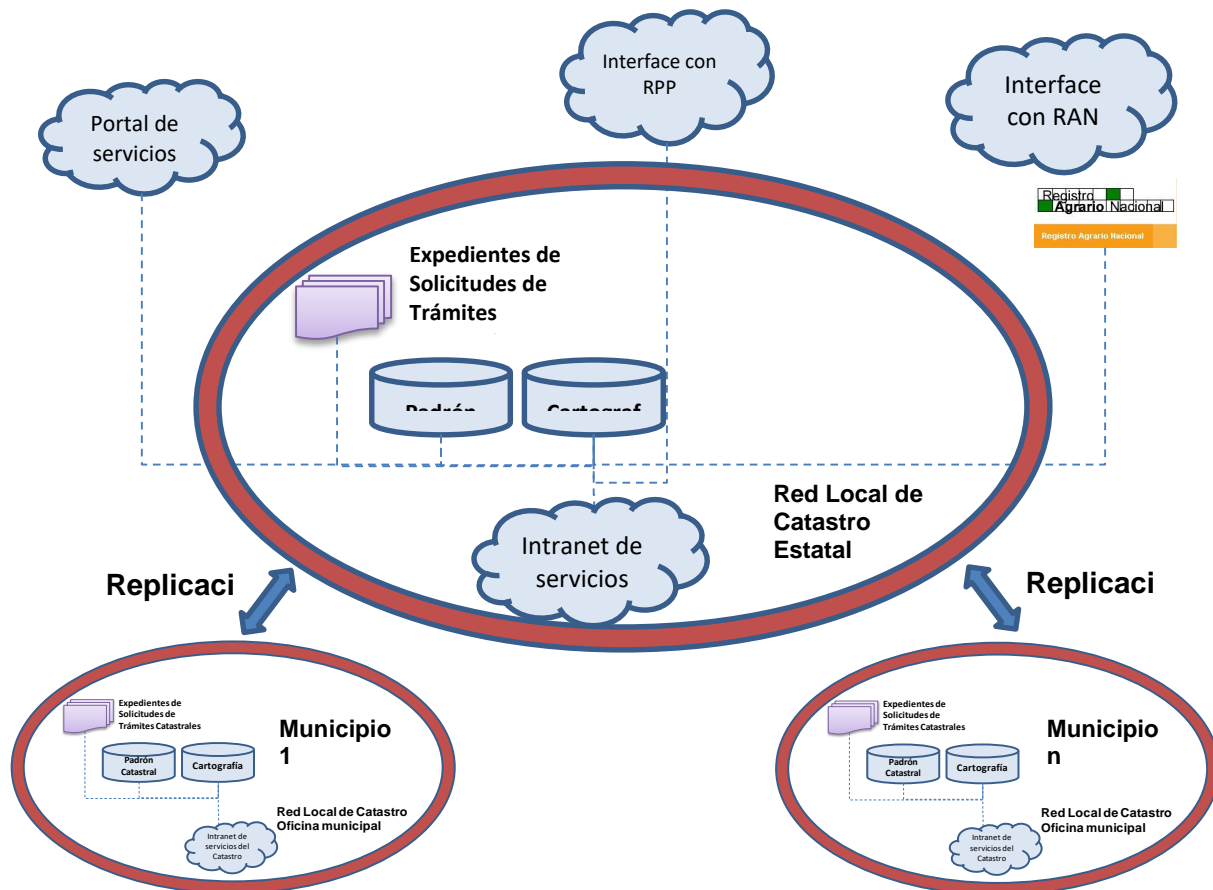 Interface con
RPP
Interface
con RAN
Portal de
servicios
Registro
Agrario Nacional
Registro Agrario Nacional
Expedientes de
Solicitudes de
Trámites
Padrón
Cartograf
Red Local de
Catastro
Estatal
Intranet de
servicios
Replicaci
Replicaci
Expedientes de
Solicitudes de
Trámites Catastrales
Municipio
1
Padrón
Catastral
Cartografía
Red Local de Catastro
Oficina municipal
Intranet de
servicios del
Catastro
Expedientes de
Solicitudes de
Trámites Catastrales
Municipio
n
Padrón
Catastral
Cartografía
Red Local de Catastro
Oficina municipal
Intranet de
servicios del
Catastro